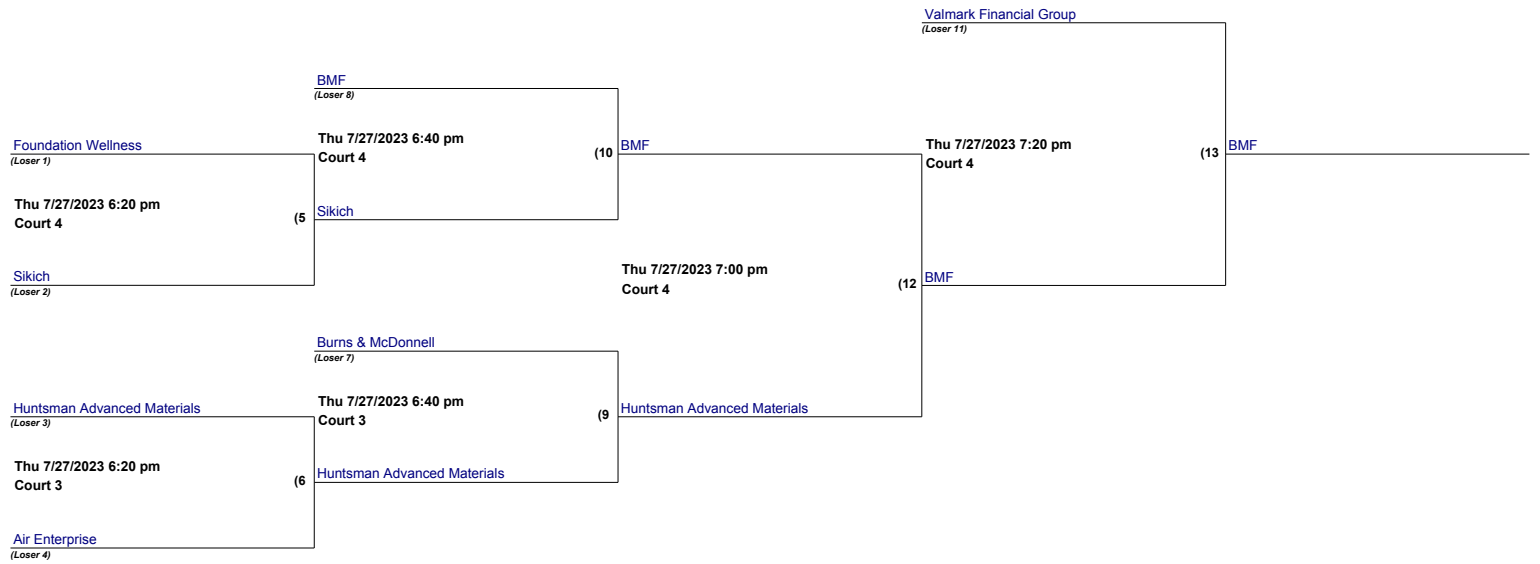 Valmark Financial Group
(Loser 11)
BMF
(Loser 8)
Foundation Wellness
(Loser 1)
Thu 7/27/2023 6:40 pm
Court 4
(10
BMF
Thu 7/27/2023 7:20 pm
Court 4
(13
BMF
Thu 7/27/2023 6:20 pm
Court 4
(5
Sikich
Sikich
(Loser 2)
Thu 7/27/2023 7:00 pm
Court 4
(12
BMF
Burns & McDonnell
(Loser 7)
Huntsman Advanced Materials
(Loser 3)
Thu 7/27/2023 6:40 pm
Court 3
(9
Huntsman Advanced Materials
Thu 7/27/2023 6:20 pm
Court 3
(6
Huntsman Advanced Materials
Air Enterprise
(Loser 4)